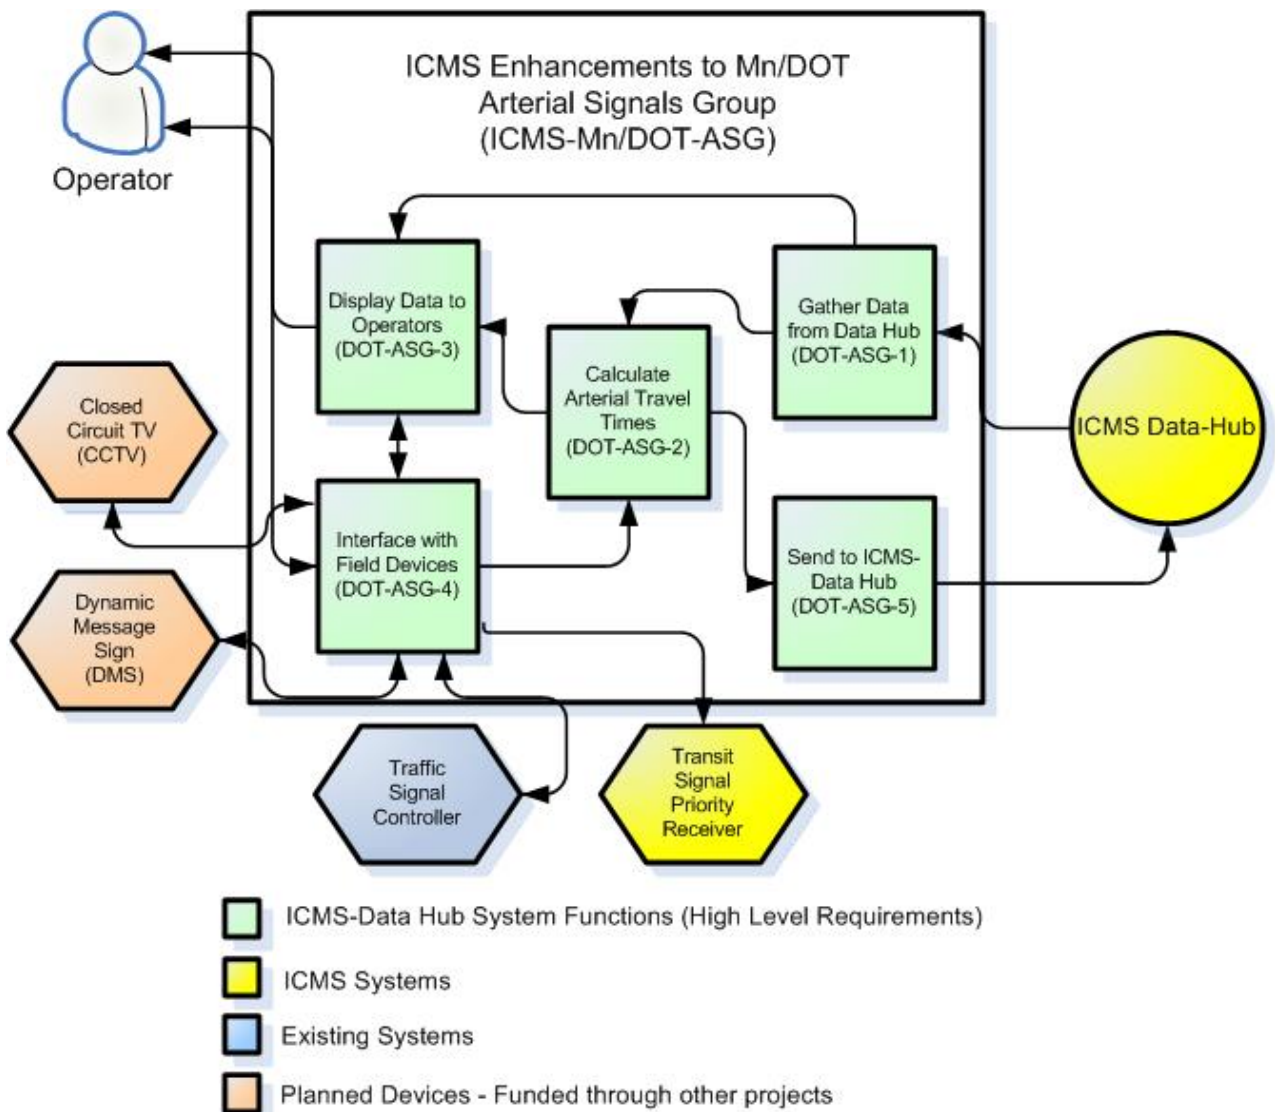 ICMS Enhancements to Mn/DOT
Arterial Signals Group
(ICMS-Mn/DOT-ASG)
Operator
Display Data to
Operators
(DOT-ASG-3)
Gather Data
from Data Hub
(DOT-ASG-1)
Calculate
Arterial Travel
Times
(DOT-ASG-2)
ICMS Data-Hub
Closed
Circuit TV
(CCTV)
Interface with
Field Devices
(DOT-ASG-4)
Send to ICMS-
Data Hub
(DOT-ASG-5)
Dynamic
Message
Sign
(DMS)
Traffic
Signal
Controller
Transit
Signal
Priority
Receiver
ICMS-Data Hub System Functions (High Level Requirements)
ICMS Systems
Existing Systems
Planned Devices - Funded through other projects